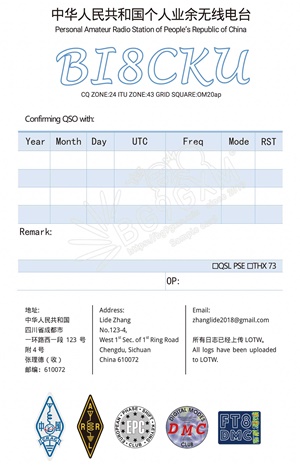 中华人民共和国个人业余无线电台
Personal Amateur Radio Station of People's Republic of China
BI8CKU
CQ ZONE:24 ITU ZONE:43 GRID SQUARE:OM20ap
Confirming QSO with:
Year Month Day UTC Freq Mode RST
Remark:
□QSL PSE □THX 73
OP:
地址:
中华人民共和国
四川省成都市
一环路西一段 123 号
附 4 号
张理德 ( 收 )
邮编：610072
Address:
Lide Zhang
No.123-4,
West 1st Sec. of 1st Ring Road
Chengdu, Sichuan
China 610072
Email:
zhanglide2018@gmail.com
所有日志已经上传 LOTW.
All logs have been uploaded
to LOTW.
EPC
DIGITAL MODES
DMC
CLUB
FT8
DMC